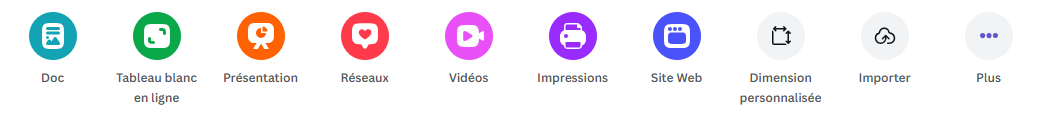 Doc
Tableau blanc
en ligne
Présentation
Réseaux
Vidéos
Impressions
Site Web
Dimension
personnalisée
Importer
Plus